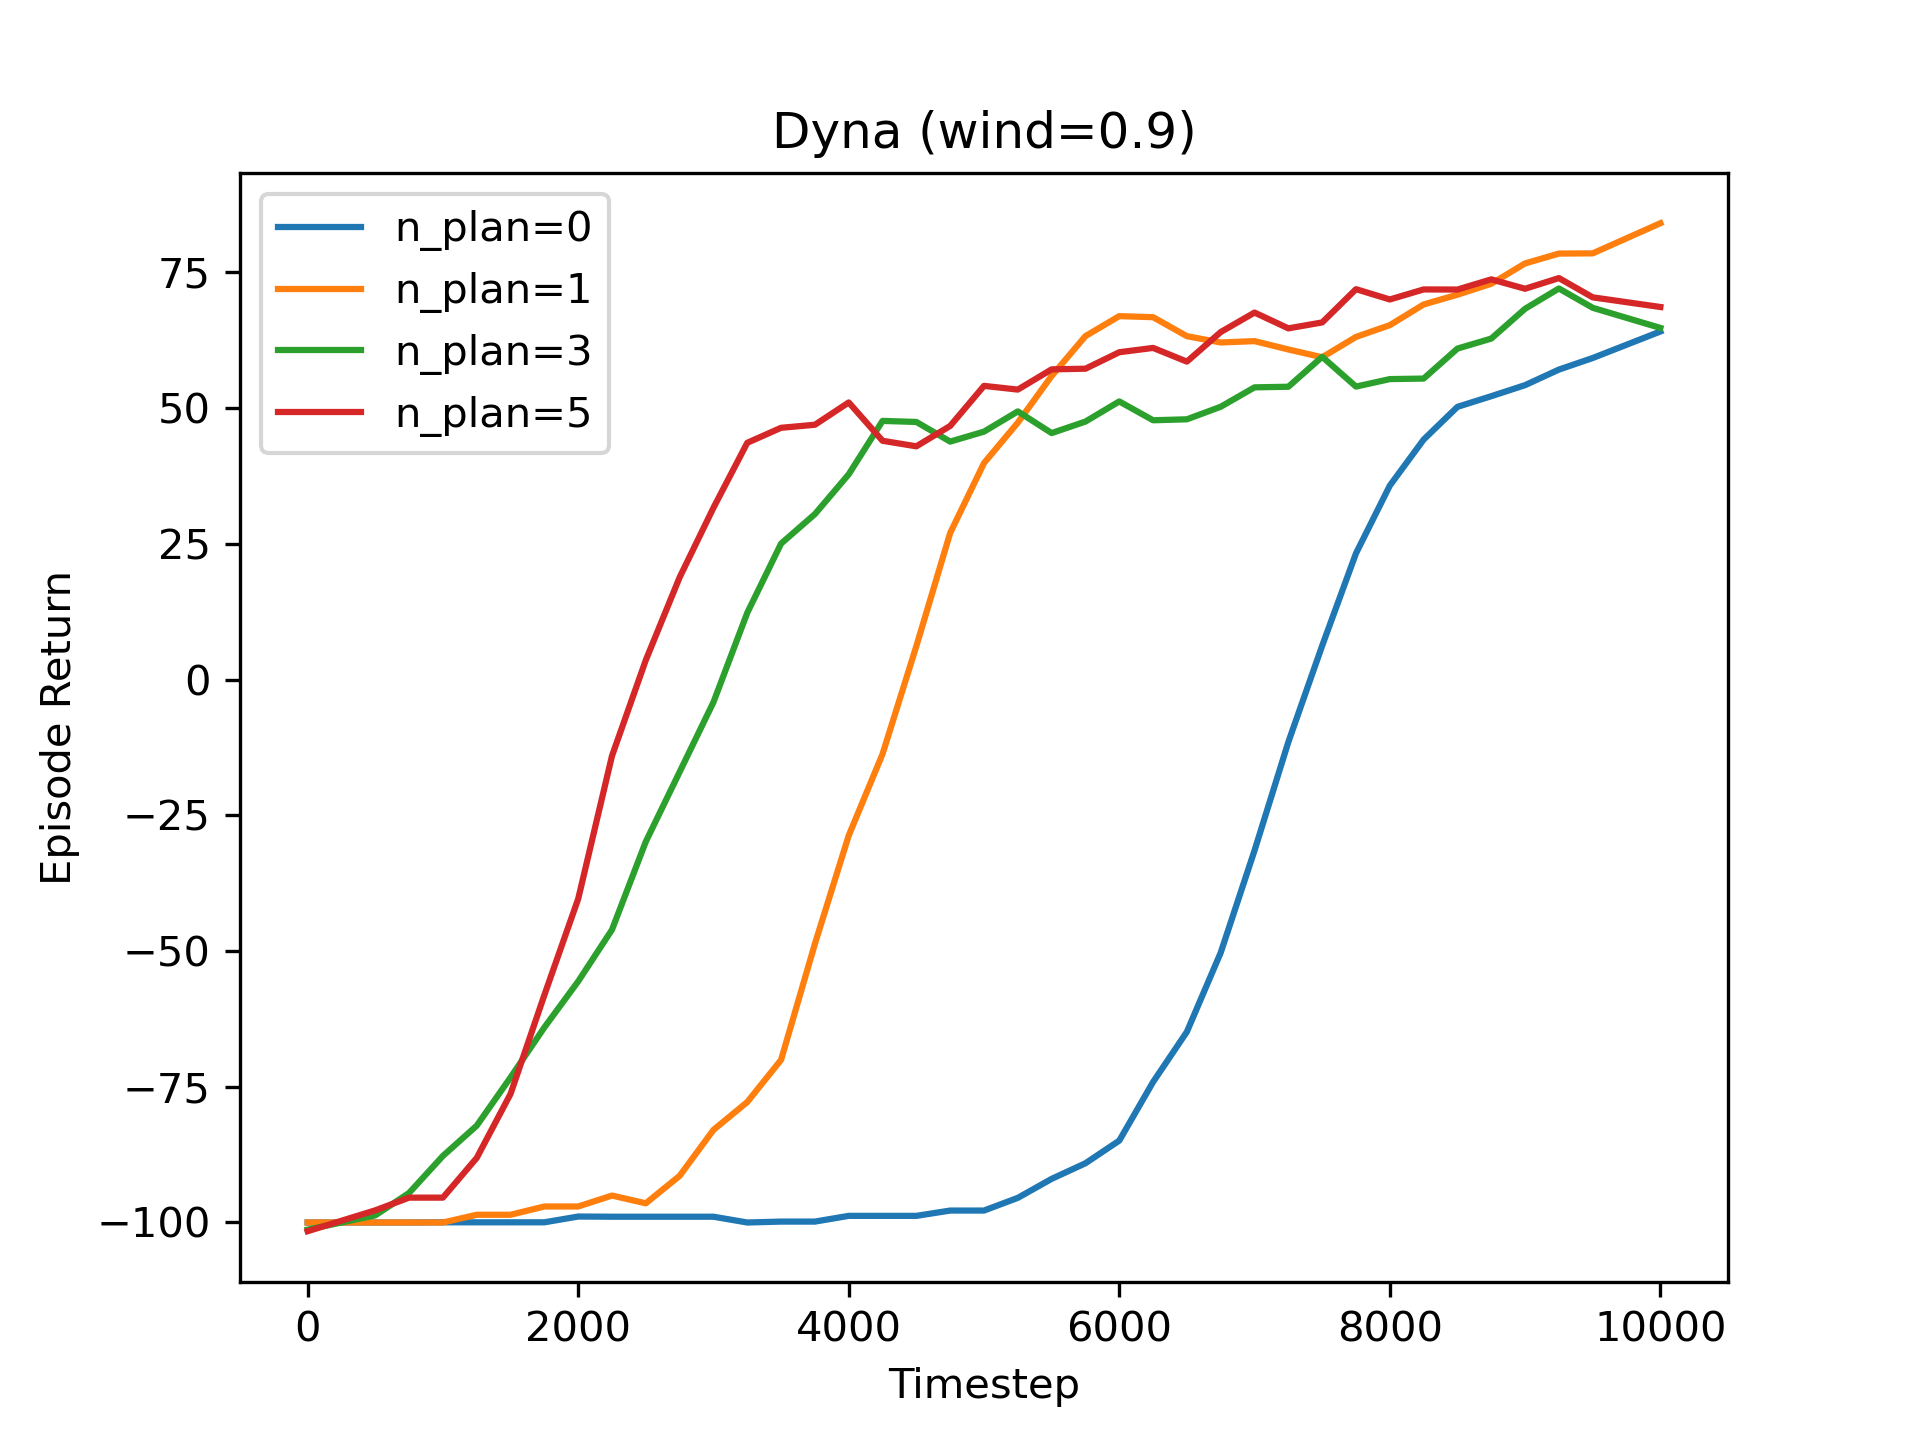 Dyna (wind=0.9)
n_plan=0
n_plan=1
n_plan=3
n_plan=5
75
50
25
0
−25
−50
−75
−100
Episode Return
0 2000 4000 6000 8000 10000
Timestep